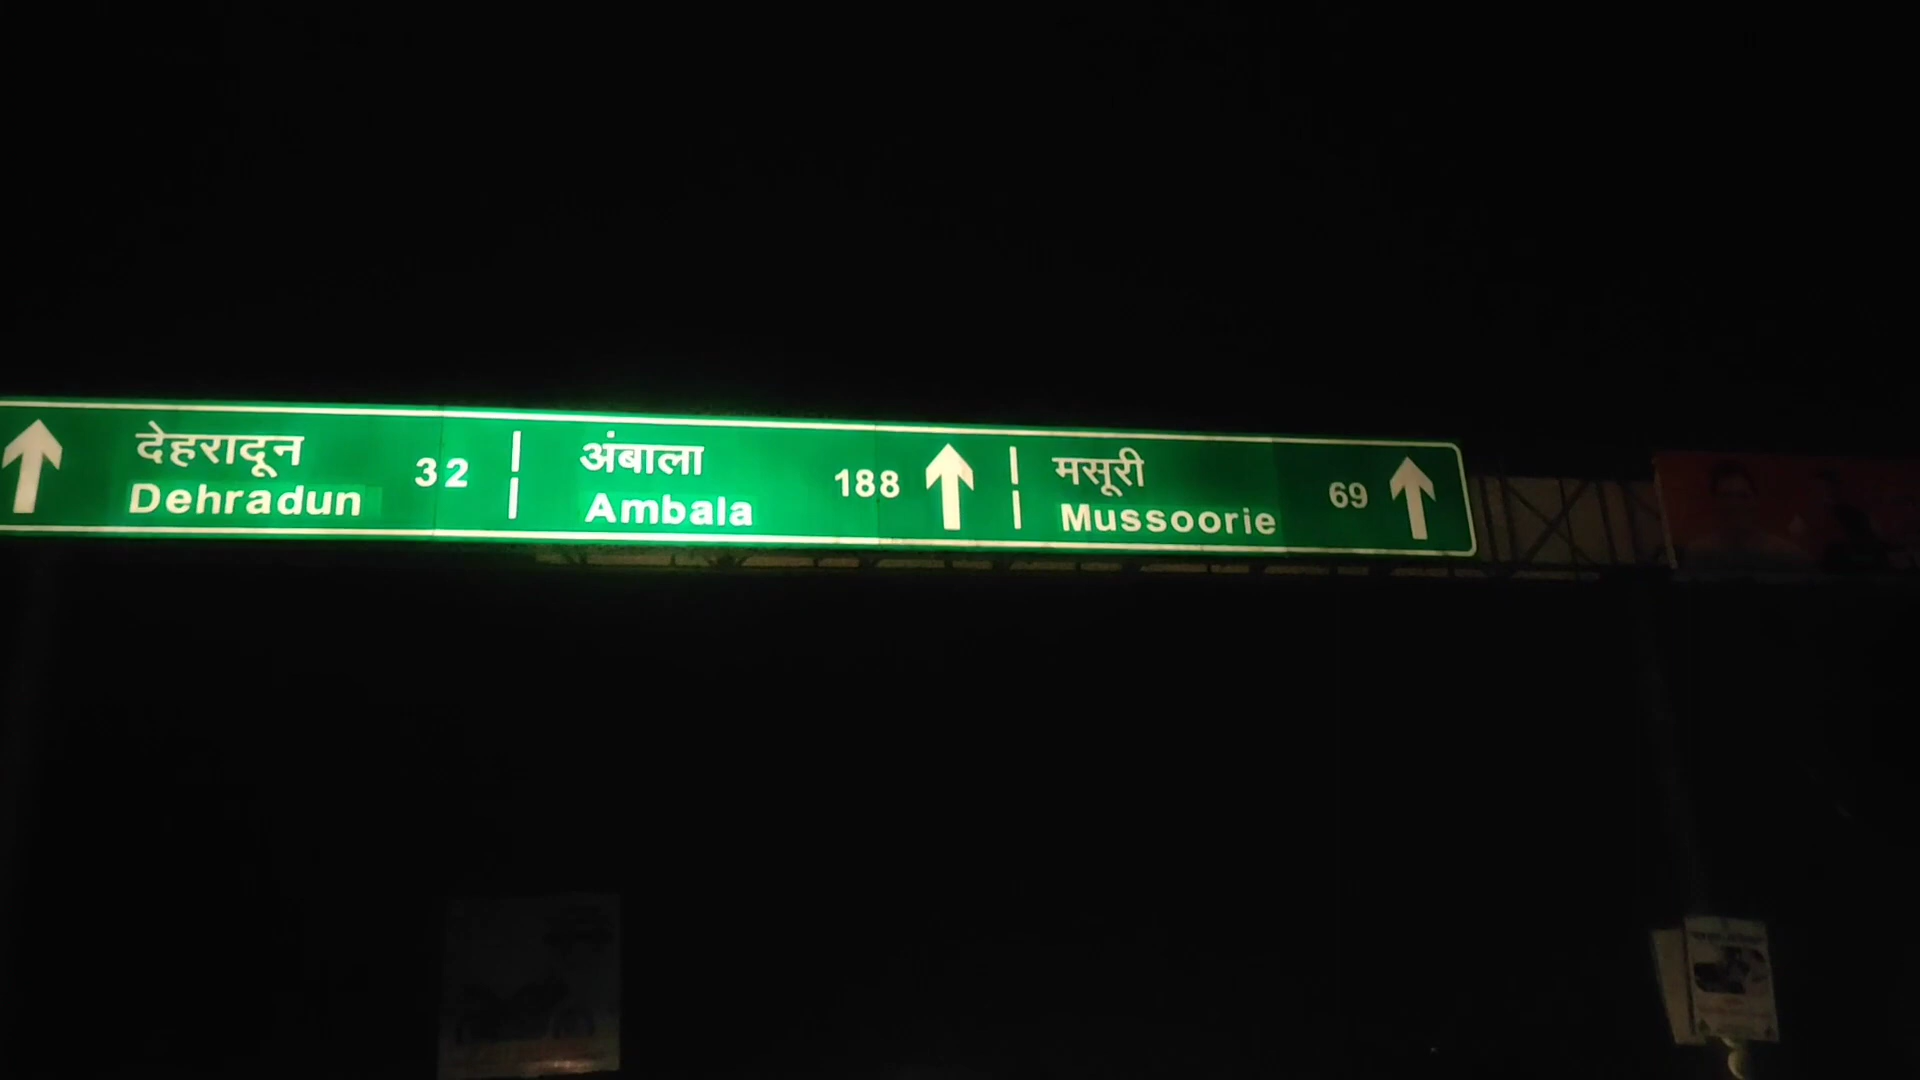 देहरादून 32
Dehradun
अंबाला 188
Ambala
मसूरी 69
Mussoorie